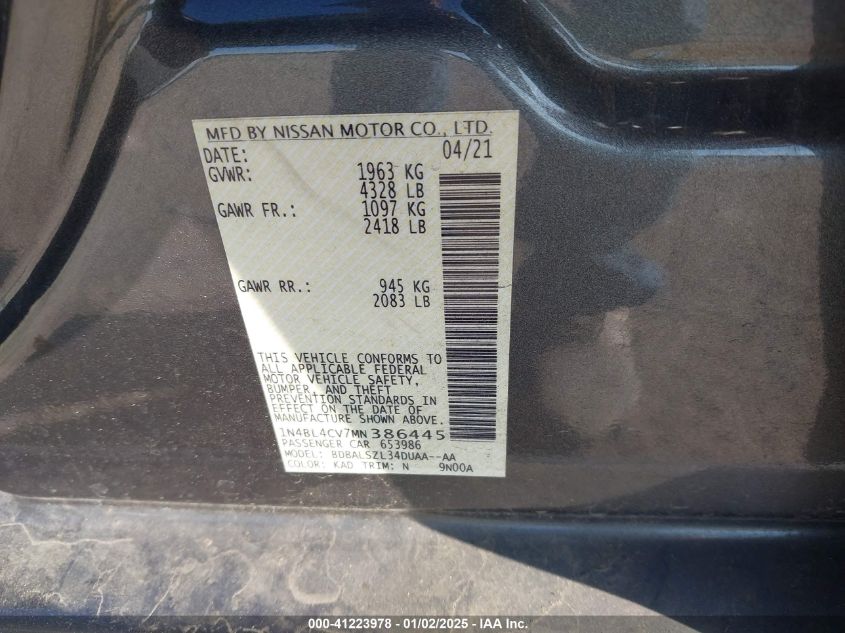 MFD BY NISSAN MOTOR CO., LTD.
DATE: 04/21
GVWR: 1963 KG
4328 LB
GAWR FR.: 1097 KG
2418 LB
GAWR RR.: 945 KG
2083 LB
THIS VEHICLE CONFORMS TO
ALL APPLICABLE FEDERAL
MOTOR VEHICLE SAFETY,
BUMPER, AND THEFT
PREVENTION STANDARDS IN
EFFECT ON THE DATE OF
MANUFACTURE SHOWN ABOVE.
1N4BL4CV7MN386445
PASSENGER CAR 653986
MODEL: BDBALSZL34DUAA--AA
COLOR: KAD TRIM: N 9N00A
000-41223978 - 01/02/2025 - IAA Inc.